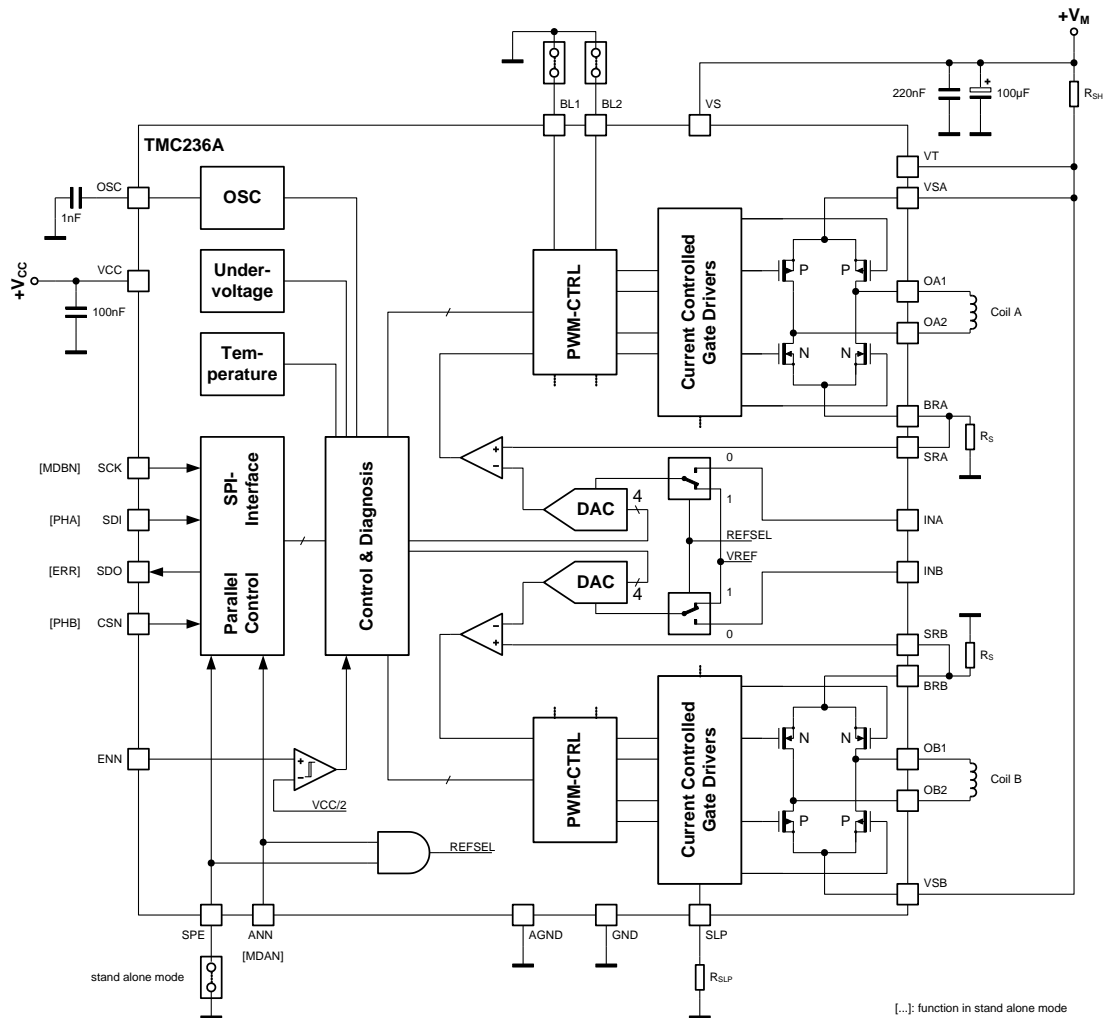 +VM
220nF
100µF
+
RSH
BL1
BL2
VS
TMC236A
VT
OSC
OSC
1nF
VSA
+VCC
VCC
100nF
Under-
voltage
Tem-
perature
PWM-CTRL
Current Controlled
Gate Drivers
P
P
N
N
OA1
OA2
Coil A
BRA
SRA
RS
[MDBN]
SCK
[PHA]
SDI
[ERR]
SDO
[PHB]
CSN
SPI-
Interface
Parallel
Control
Control & Diagnosis
+
-
DAC
4
0
1
INA
REFSEL
VREF
DAC
4
1
0
INB
-
+
SRB
BRB
RS
ENN
+
-
VCC/2
REFSEL
PWM-CTRL
Current Controlled
Gate Drivers
N
N
P
P
OB1
OB2
Coil B
VSB
SPE
ANN
[MDAN]
AGND
GND
SLP
stand alone mode
RSLP
[...]: function in stand alone mode